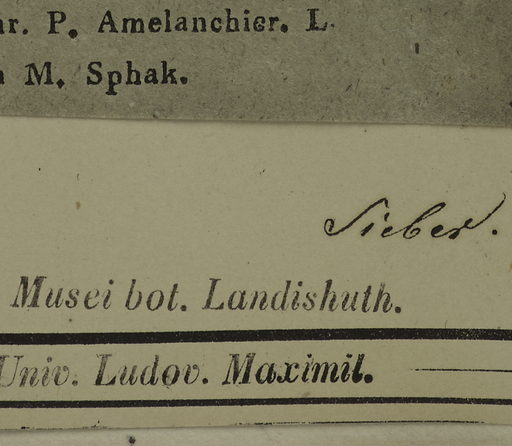 ar. P. Amelanchier. L.
M. Sphak.
Sieber.
Musei bot. Landishuth.
Univ. Ludov. Maximil.